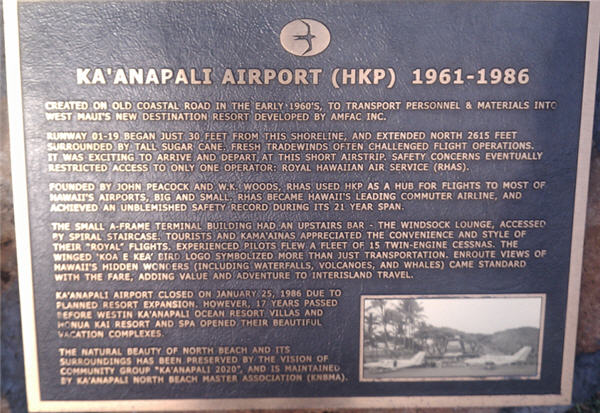 KA'ANAPALI AIRPORT (HKP) 1961-1986
CREATED ON OLD COASTAL ROAD IN THE EARLY 1960'S, TO TRANSPORT PERSONNEL & MATERIALS INTO
WEST MAUI'S NEW DESTINATION RESORT DEVELOPED BY AMFAC INC.
RUNWAY 01-19 BEGAN JUST 30 FEET FROM THIS SHORELINE, AND EXTENDED NORTH 2615 FEET
SURROUNDED BY TALL SUGAR CANE. FRESH TRADEWINDS OFTEN CHALLENGED FLIGHT OPERATIONS.
IT WAS EXCITING TO ARRIVE AND DEPART AT THIS SHORT AIRSTRIP. SAFETY CONCERNS EVENTUALLY
RESTRICTED ACCESS TO ONLY ONE OPERATOR: ROYAL HAWAIIAN AIR SERVICE (RHAS).
FOUNDED BY JOHN PEACOCK AND W.K. WOODS, RHAS USED HKP AS A HUB FOR FLIGHTS TO MOST OF
HAWAII'S AIRPORTS, BIG AND SMALL. RHAS BECAME HAWAII'S LEADING COMMUTER AIRLINE, AND
ACHIEVED AN UNBLEMISHED SAFETY RECORD DURING ITS 21 YEAR SPAN.
THE SMALL A-FRAME TERMINAL BUILDING HAD AN UPSTAIRS BAR - THE WINDSOCK LOUNGE, ACCESSED
BY SPIRAL STAIRCASE. TOURISTS AND KAMA'AINAS APPRECIATED THE CONVENIENCE AND STYLE OF
THEIR "ROYAL" FLIGHTS. EXPERIENCED PILOTS FLEW A FLEET OF 15 TWIN-ENGINE CESSNAS. THE
WINGED 'KOA E KEA' BIRD LOGO SYMBOLIZED MORE THAN JUST TRANSPORTATION. ENROUTE VIEWS OF
HAWAII'S HIDDEN WONDERS (INCLUDING WATERFALLS, VOLCANOES, AND WHALES) CAME STANDARD
WITH THE FARE, ADDING VALUE AND ADVENTURE TO INTERISLAND TRAVEL.
KA'ANAPALI AIRPORT CLOSED ON JANUARY 25, 1986 DUE TO
PLANNED RESORT EXPANSION. HOWEVER, 17 YEARS PASSED
BEFORE WESTIN KA'ANAPALI OCEAN RESORT VILLAS AND
HONUA KAI RESORT AND SPA OPENED THEIR BEAUTIFUL
VACATION COMPLEXES.
THE NATURAL BEAUTY OF NORTH BEACH AND ITS
SURROUNDINGS HAS BEEN PRESERVED BY THE VISION OF
COMMUNITY GROUP "KA'ANAPALI 2020", AND IS MAINTAINED
BY KA'ANAPALI NORTH BEACH MASTER ASSOCIATION (KNBMA).